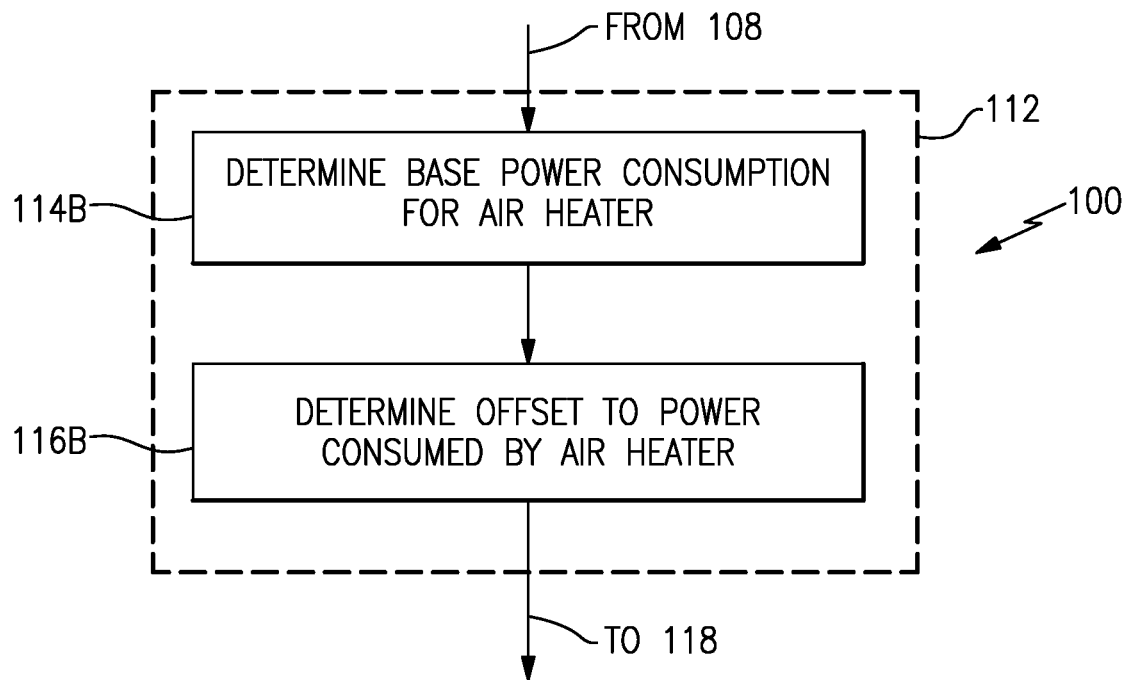 FROM 108
112
DETERMINE BASE POWER CONSUMPTION
FOR AIR HEATER
114B
100
DETERMINE OFFSET TO POWER
CONSUMED BY AIR HEATER
116B
TO 118